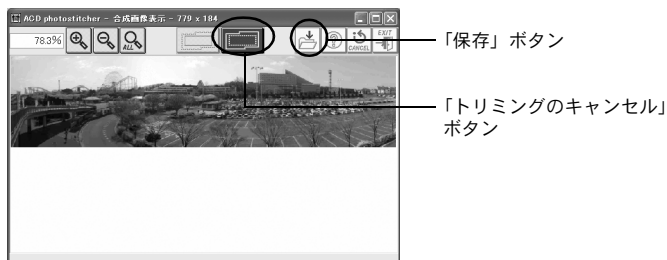 ACD photostitcher - 合成画像表示 - 779 x 184
78.3%
ALL
CANCEL
EXIT
「保存」ボタン
「トリミングのキャンセル」
ボタン